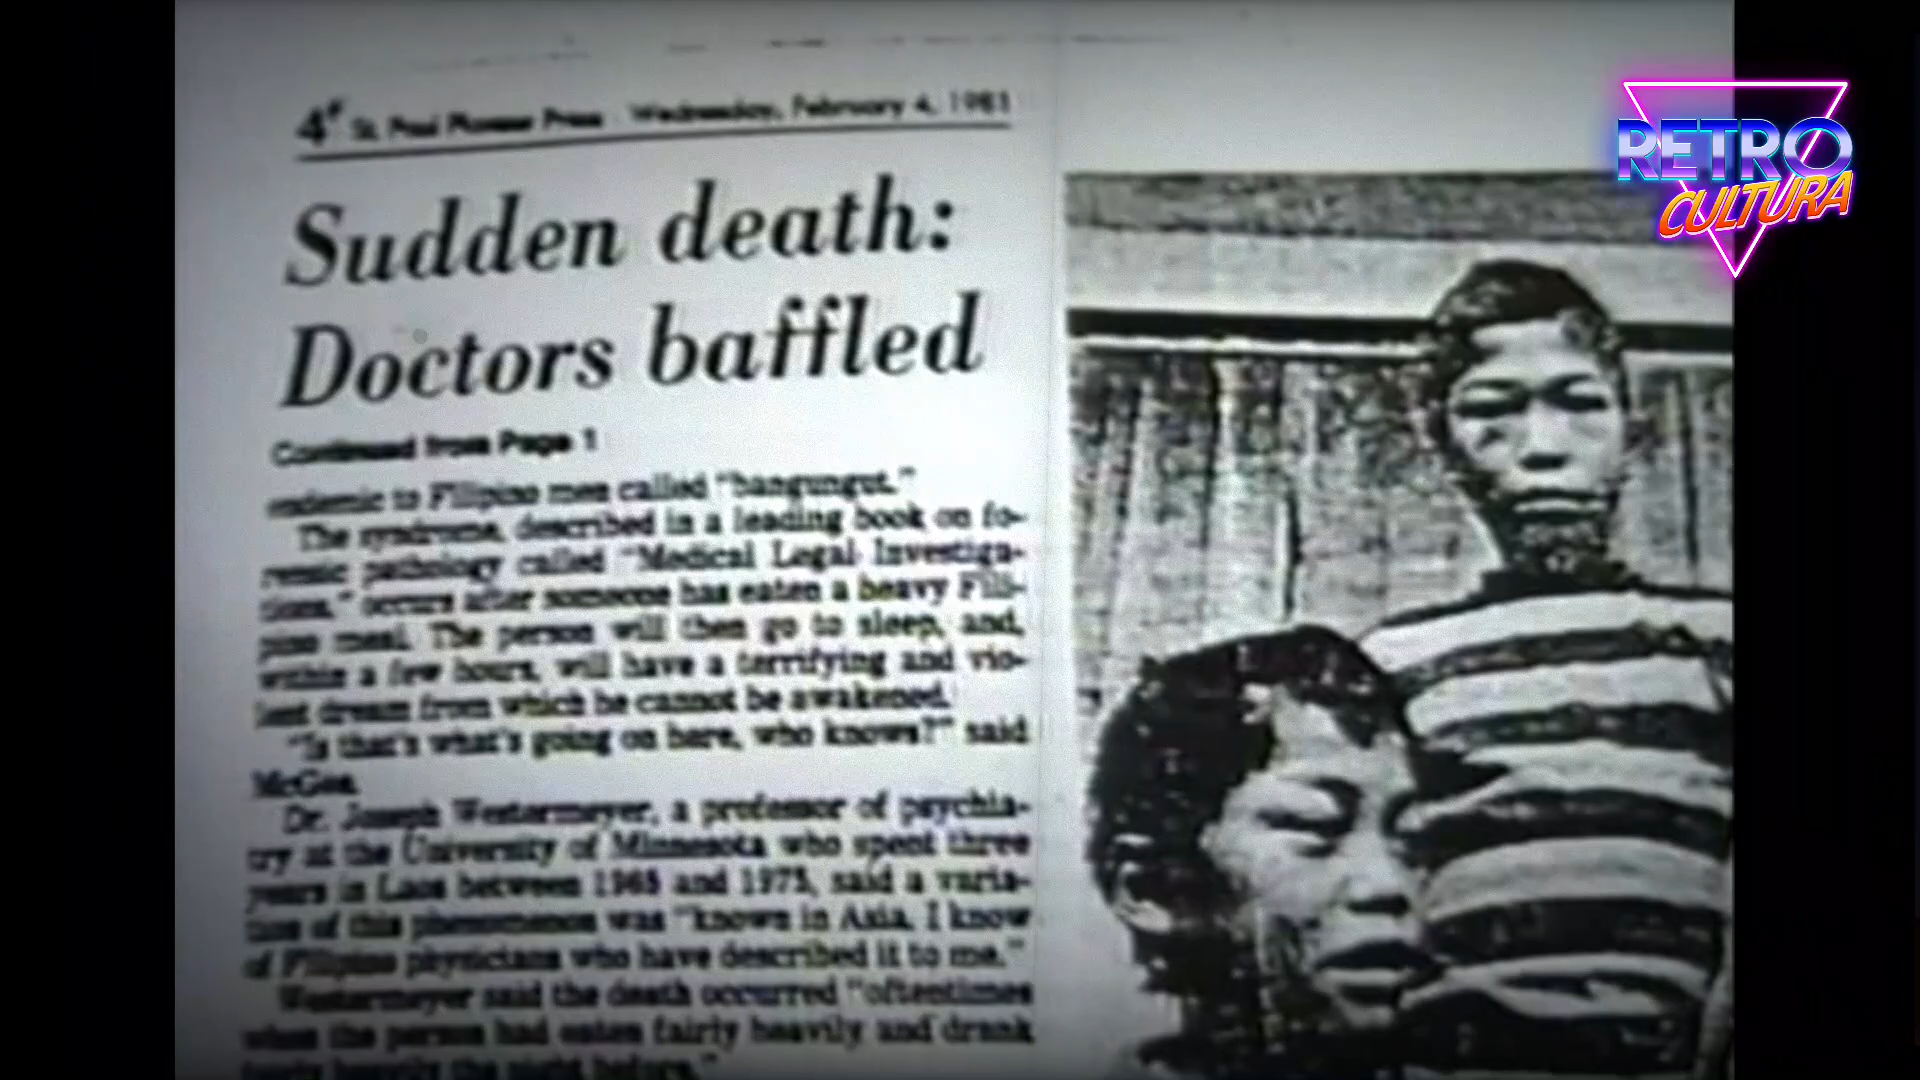 4F St. Paul Pioneer Press Wednesday, February 4, 1981
Sudden death:
Doctors baffled
Continued from Page 1
endemic to Filipino men called "bangungut."
The syndrome, described in a leading book on fo-
rensic pathology called "Medical Legal Investiga-
tions," occurs after someone has eaten a heavy Fili-
pino meal. The person will then go to sleep, and,
within a few hours, will have a terrifying and vio-
lent dream from which he cannot be awakened.
"Is that's what's going on here, who knows?" said
McGee.
Dr. Joseph Westermeyer, a professor of psychia-
try at the University of Minnesota who spent three
years in Laos between 1965 and 1975, said a varia-
tion of this phenomenon was "known in Asia. I know
of Filipino physicians who have described it to me."
Westermeyer said the death occurred "oftentimes
when the person had eaten fairly heavily and drank
fairly heavily the night before."
RETRO
CULTURA